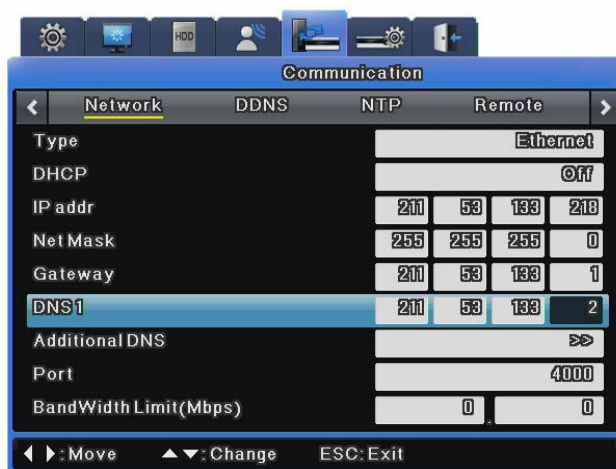 HDD
Communication
Network DDNS NTP Remote
Type Ethernet
DHCP Off
IP addr 211 53 133 218
Net Mask 255 255 255 0
Gateway 211 53 133 1
DNS1 211 53 133 2
Additional DNS >>
Port 4000
BandWidth Limit(Mbps) 0 . 0
◀ ▶:Move ▲▼:Change ESC:Exit